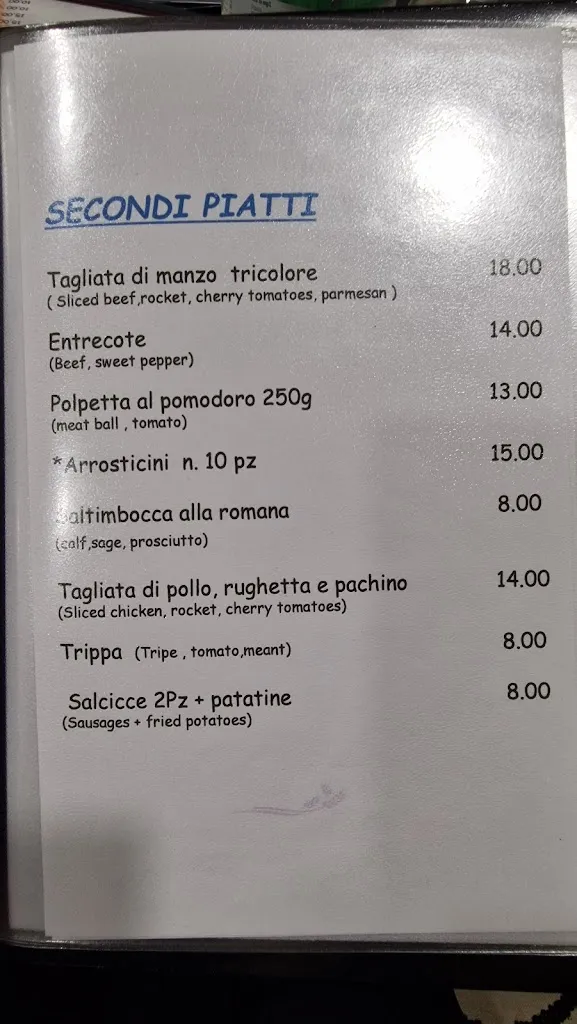 SECONDI PIATTI
Tagliata di manzo tricolore 18.00
( Sliced beef,rocket, cherry tomatoes, parmesan )
Entrecote 14.00
(Beef, sweet pepper)
Polpetta al pomodoro 250g 13.00
(meat ball , tomato)
*Arrosticini n. 10 pz 15.00
Saltimbocca alla romana 8.00
(calf,sage, prosciutto)
Tagliata di pollo, rughetta e pachino 14.00
(Sliced chicken, rocket, cherry tomatoes)
Trippa (Tripe , tomato,meant) 8.00
Salcicce 2Pz + patatine 8.00
(Sausages + fried potatoes)